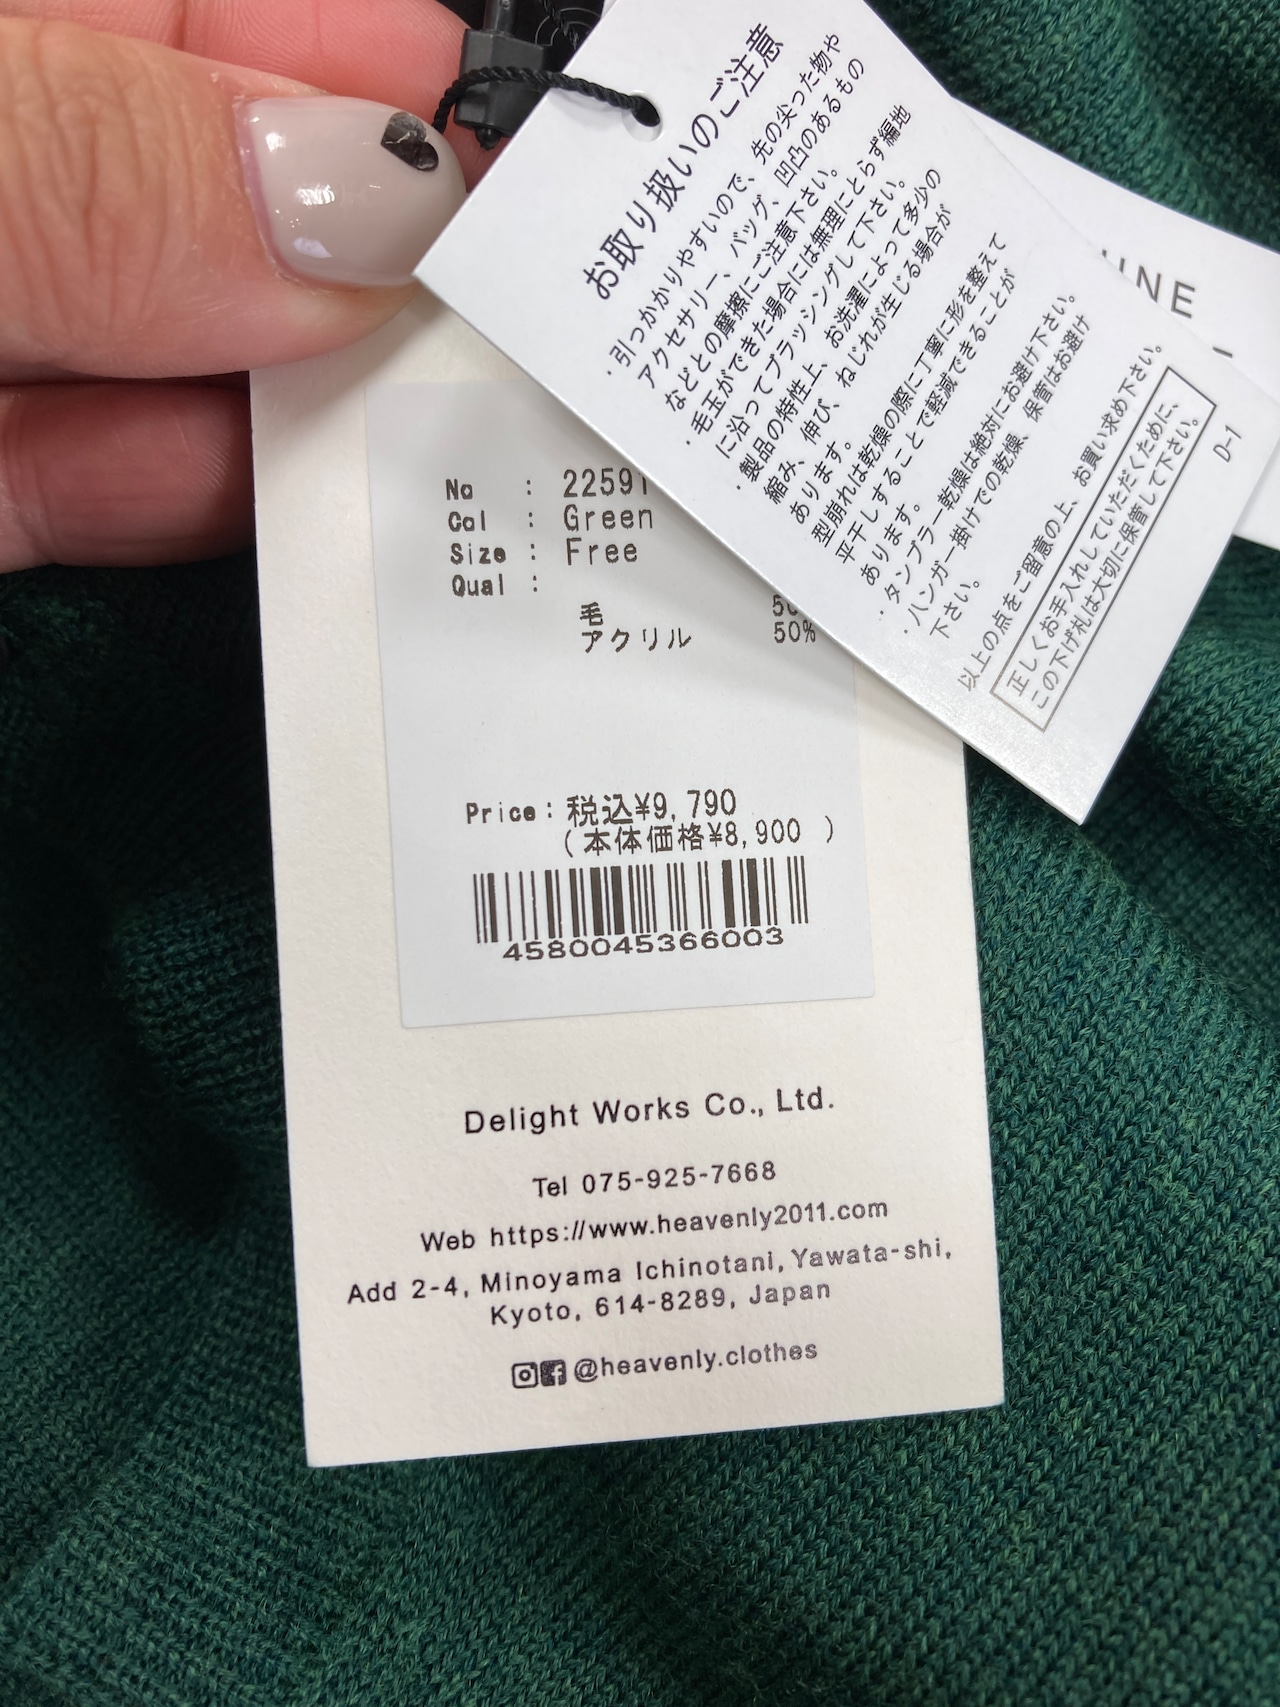 お取り扱いのご注意
・引っかかりやすいので、先の尖った物や
アクセサリー、バッグ、凹凸のあるもの
などとの摩擦にご注意下さい。
・毛玉ができた場合には無理にとらず編地
に沿ってブラッシングして下さい。
・製品の特性上、お洗濯によって多少の
縮み、伸び、ねじれが生じる場合が
あります。
型崩れは乾燥の際に丁寧に形を整えて
平干しすることで軽減できることが
あります。
・タンブラー乾燥は絶対にお避け下さい。
・ハンガー掛けでの乾燥、保管はお避け
下さい。
以上の点をご留意の上、お買い求め下さい。
正しくお手入れしていただくために、
この下げ札は大切に保管して下さい。
D-1
No : 22591
Col : Green
Size : Free
Qual :
毛
アクリル 50%
Price : 税込¥9,790
(本体価格¥8,900 )
4580045366003
Delight Works Co., Ltd.
Tel 075-925-7668
Web https://www.heavenly2011.com
Add 2-4, Minoyama Ichinotani, Yawata-shi,
Kyoto, 614-8289, Japan
@heavenly.clothes